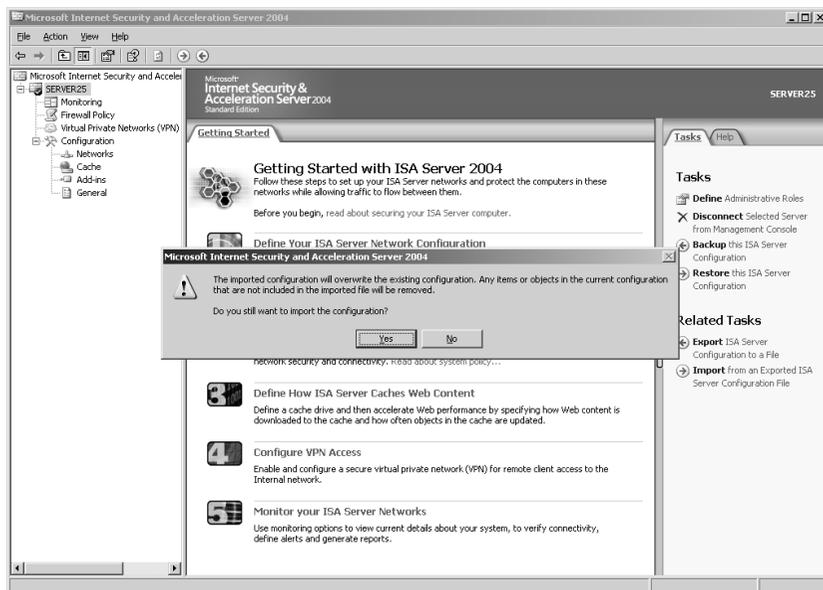 Microsoft Internet Security and Acceleration Server 2004
File Action View Help
Microsoft Internet Security and Acceler
SERVER25
Monitoring
Firewall Policy
Virtual Private Networks (VPN)
Configuration
Networks
Cache
Add-ins
General
Microsoft
Internet Security &
Acceleration Server 2004
Standard Edition
SERVER25
Getting Started
Getting Started with ISA Server 2004
Follow these steps to set up your ISA Server networks and protect the computers in these
networks while allowing traffic to flow between them.
Before you begin, read about securing your ISA Server computer.
Define Your ISA Server Network Configuration
Microsoft Internet Security and Acceleration Server 2004
The imported configuration will overwrite the existing configuration. Any items or objects in the current configuration
that are not included in the imported file will be removed.
Do you still want to import the configuration?
Yes
No
network security and connectivity. Read about system policy...
3
Define How ISA Server Caches Web Content
Define a cache drive and then accelerate Web performance by specifying how Web content is
downloaded to the cache and how often objects in the cache are updated.
4
Configure VPN Access
Enable and configure a secure virtual private network (VPN) for remote client access to the
Internal network.
5
Monitor your ISA Server Networks
Use monitoring options to view current details about your system, to verify connectivity,
define alerts and generate reports.
Tasks Help
Tasks
Define Administrative Roles
Disconnect Selected Server
from Management Console
Backup this ISA Server
Configuration
Restore this ISA Server
Configuration
Related Tasks
Export ISA Server
Configuration to a File
Import from an Exported ISA
Server Configuration File